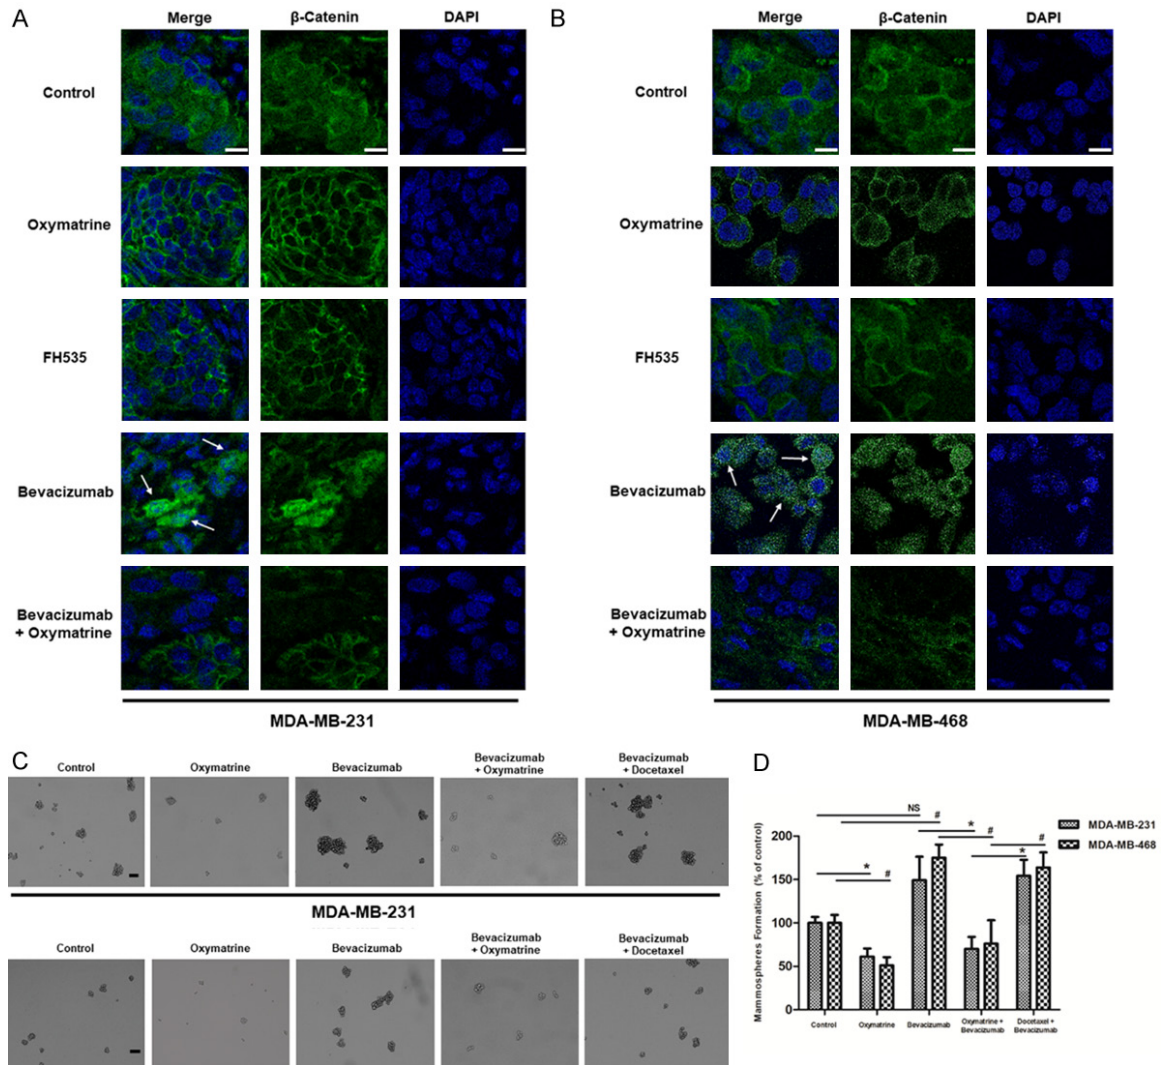 A
Merge β-Catenin DAPI
Control
Oxymatrine
FH535
Bevacizumab
Bevacizumab
+ Oxymatrine
MDA-MB-231
B
Merge β-Catenin DAPI
Control
Oxymatrine
FH535
Bevacizumab
Bevacizumab
+ Oxymatrine
MDA-MB-468
C
Control Oxymatrine Bevacizumab Bevacizumab + Oxymatrine Bevacizumab + Docetaxel
MDA-MB-231
Control Oxymatrine Bevacizumab Bevacizumab + Oxymatrine Bevacizumab + Docetaxel
D
NS
# * # # * * #
MDA-MB-231
MDA-MB-468
Mammospheres Formation (% of control)
200
150
100
50
0
Control Oxymatrine Bevacizumab Oxymatrine + Bevacizumab Docetaxel + Bevacizumab